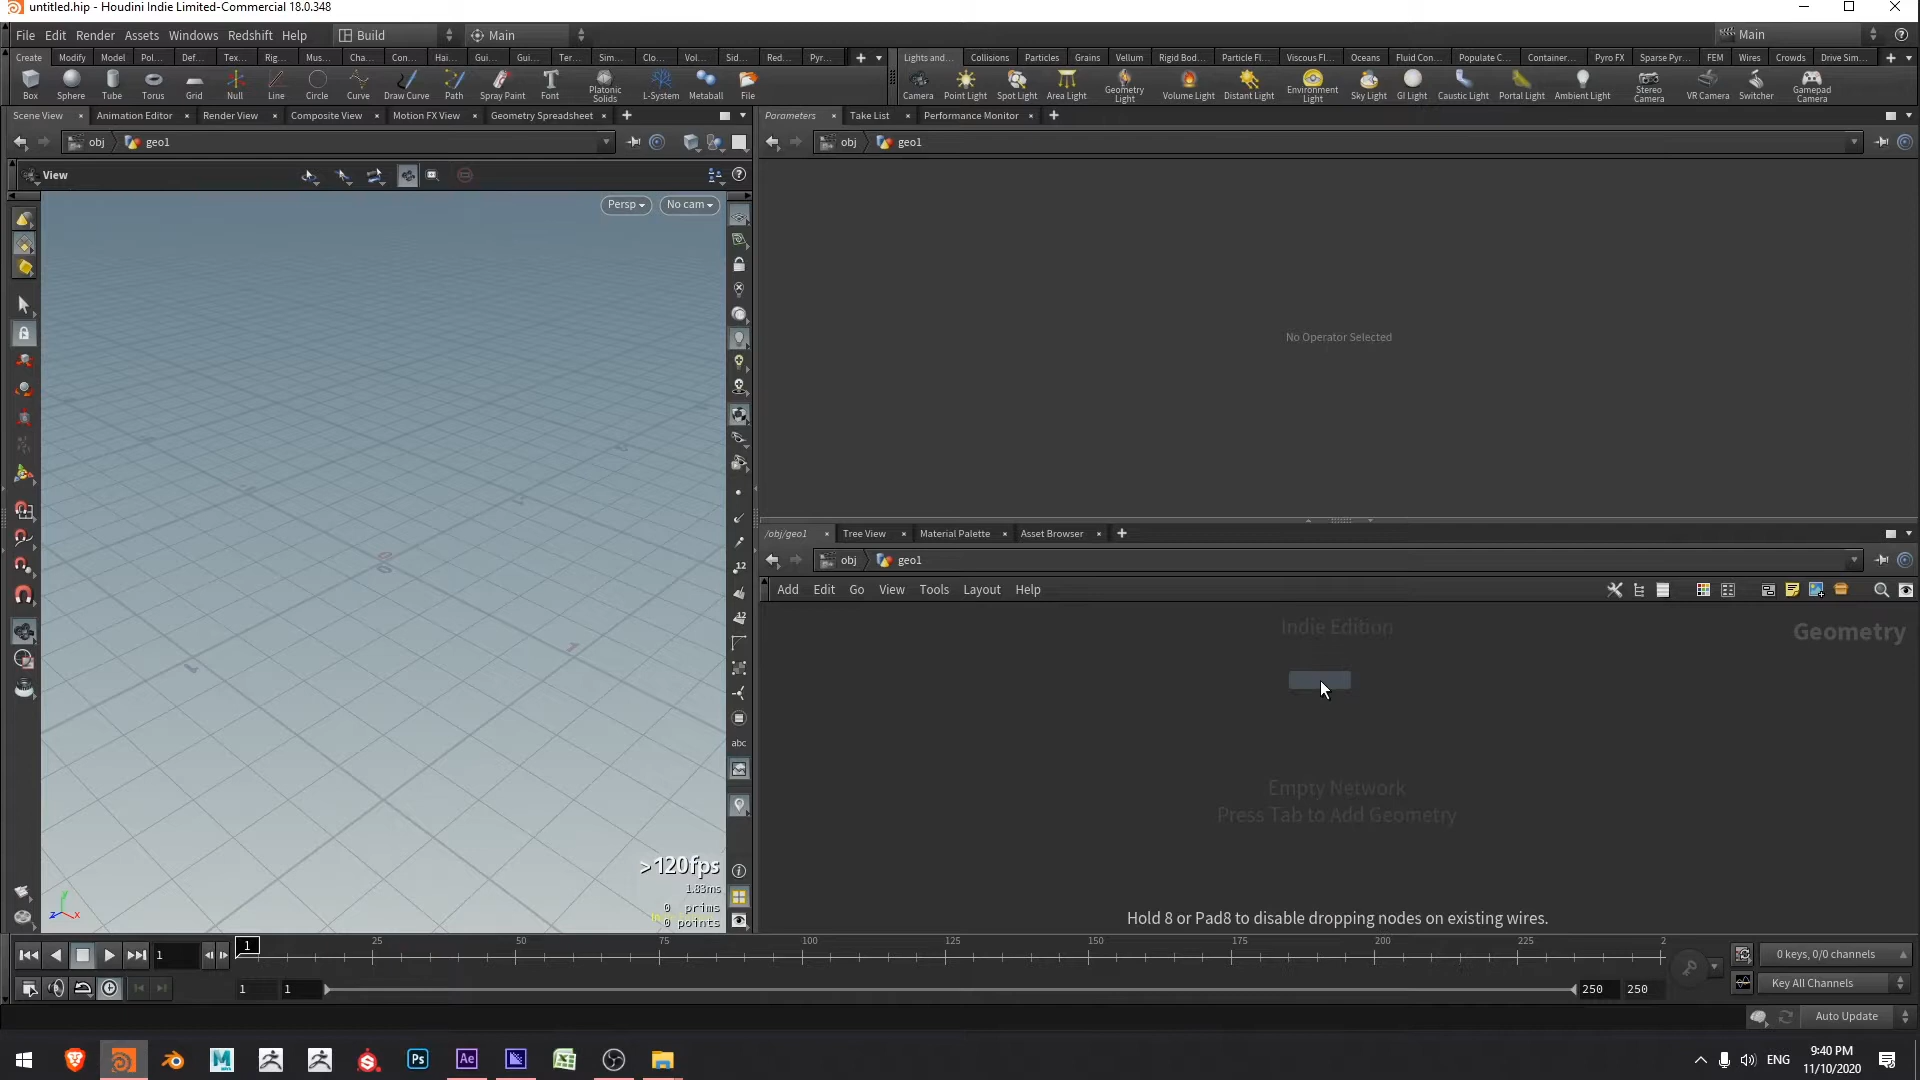 untitled.hip - Houdini Indie Limited-Commercial 18.0.348
File Edit Render Assets Windows Redshift Help Build Main Main
Create Modify Model Pol... Def... Tex... Rig... Mus... Cha... Con... Hai... Gui... Gui... Ter... Sim... Clo... Vol... Sid... Red... Pyr...
Lights and... Collisions Particles Grains Vellum Rigid Bod... Particle Fl... Viscous Fl... Oceans Fluid Con... Populate C... Container... Pyro FX Sparse Pyr... FEM Wires Crowds Drive Sim...
Box Sphere Tube Torus Grid Null Line Circle Curve Draw Curve Path Spray Paint Font Platonic Solids L-System Metaball File
Camera Point Light Spot Light Area Light Geometry Light Volume Light Distant Light Environment Light Sky Light GI Light Caustic Light Portal Light Ambient Light Stereo Camera VR Camera Switcher Gamepad Camera
Scene View Animation Editor Render View Composite View Motion FX View Geometry Spreadsheet
Parameters Take List Performance Monitor
obj geo1
obj geo1
View
Persp No cam
No Operator Selected
/obj/geo1 Tree View Material Palette Asset Browser
obj geo1
Add Edit Go View Tools Layout Help
Indie Edition
Geometry
Empty Network
Press Tab to Add Geometry
12
12
abc
>120fps
1.83ms
0 prims
0 points
y
z x
Hold 8 or Pad8 to disable dropping nodes on existing wires.
1
1 25 50 75 100 125 150 175 200 225 2
0 keys, 0/0 channels
1 1 250 250
Key All Channels
Auto Update
Ps Ae
ENG
9:40 PM
11/10/2020